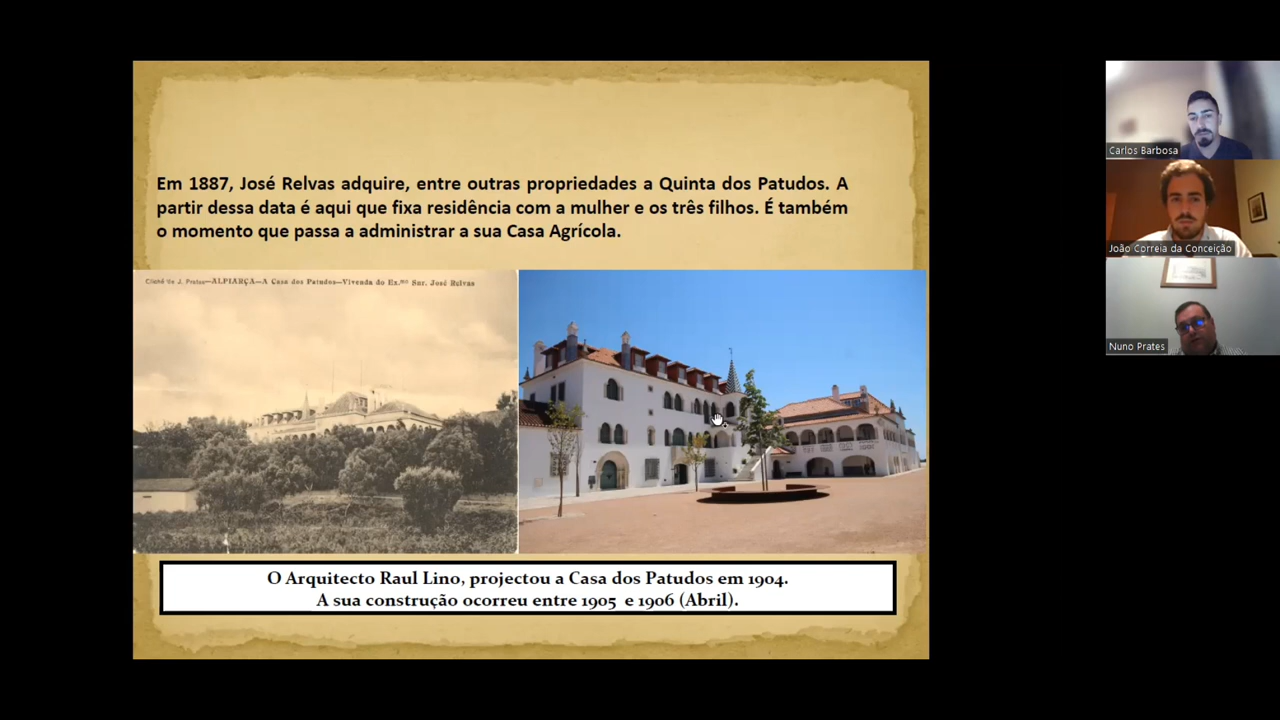 Em 1887, José Relvas adquire, entre outras propriedades a Quinta dos Patudos. A
partir dessa data é aqui que fixa residência com a mulher e os três filhos. É também
o momento que passa a administrar a sua Casa Agrícola.
Cliché de J. Prates—ALPIARÇA—A Casa dos Patudos—Vivenda do Ex.mo Snr. José Relvas
O Arquitecto Raul Lino, projectou a Casa dos Patudos em 1904.
A sua construção ocorreu entre 1905 e 1906 (Abril).
Carlos Barbosa
João Correia da Conceição
Nuno Prates